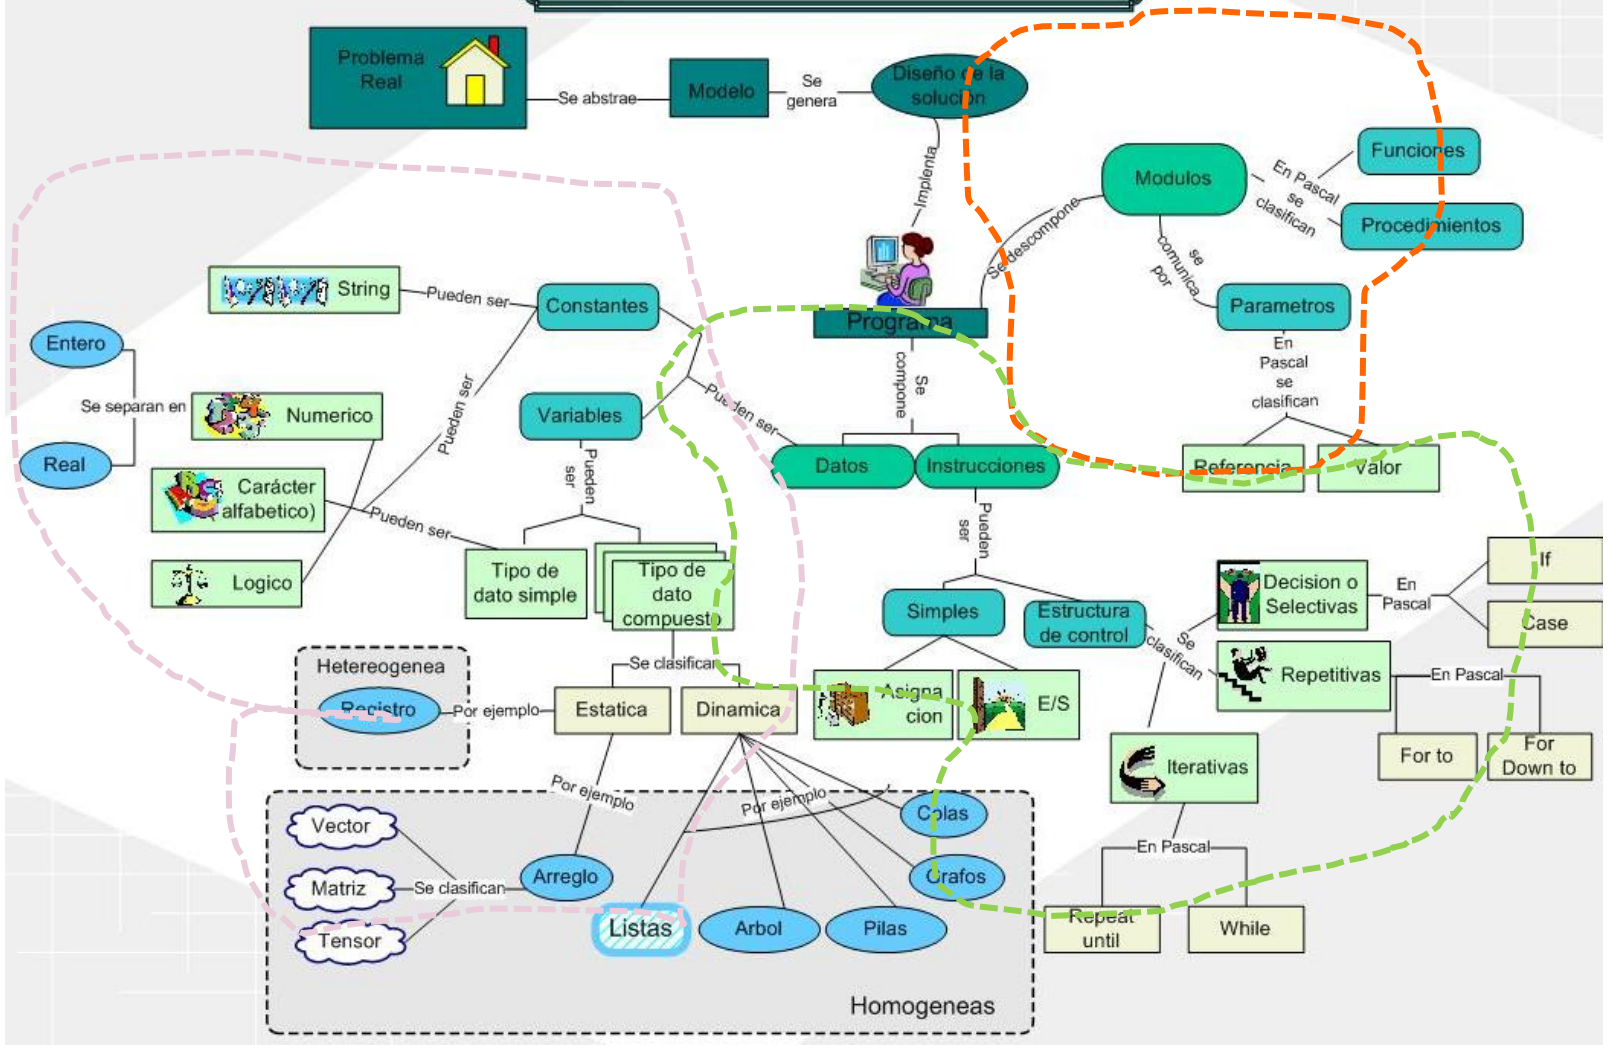 Problema
Real
Se abstrae
Modelo
Se
genera
Diseño de la
solucion
Implenta
Programa
Se descompone
Modulos
En Pascal
se
clasifican
Funciones
Procedimientos
se
comunica
por
Parametros
En
Pascal
se
clasifican
Referencia
Valor
Se
compone
Datos
Instrucciones
Pueden ser
Constantes
Pueden ser
String
Pueden ser
Variables
Entero
Se separan en
Real
Numerico
Carácter
alfabetico)
Logico
Pueden ser
Pueden
ser
Tipo de
dato simple
Tipo de
dato
compuesto
Se clasifican
Estatica
Dinamica
Por ejemplo
Hetereogenea
Registro
Por ejemplo
Por ejemplo
Vector
Matriz
Tensor
Se clasifican
Arreglo
Listas
Arbol
Pilas
Grafos
Colas
Homogeneas
Pueden
ser
Simples
Estructura
de control
Asigna
cion
E/S
Se
clasifican
Decision o
Selectivas
En
Pascal
If
Case
Repetitivas
En Pascal
For to
For
Down to
Iterativas
En Pascal
Repeat
until
While